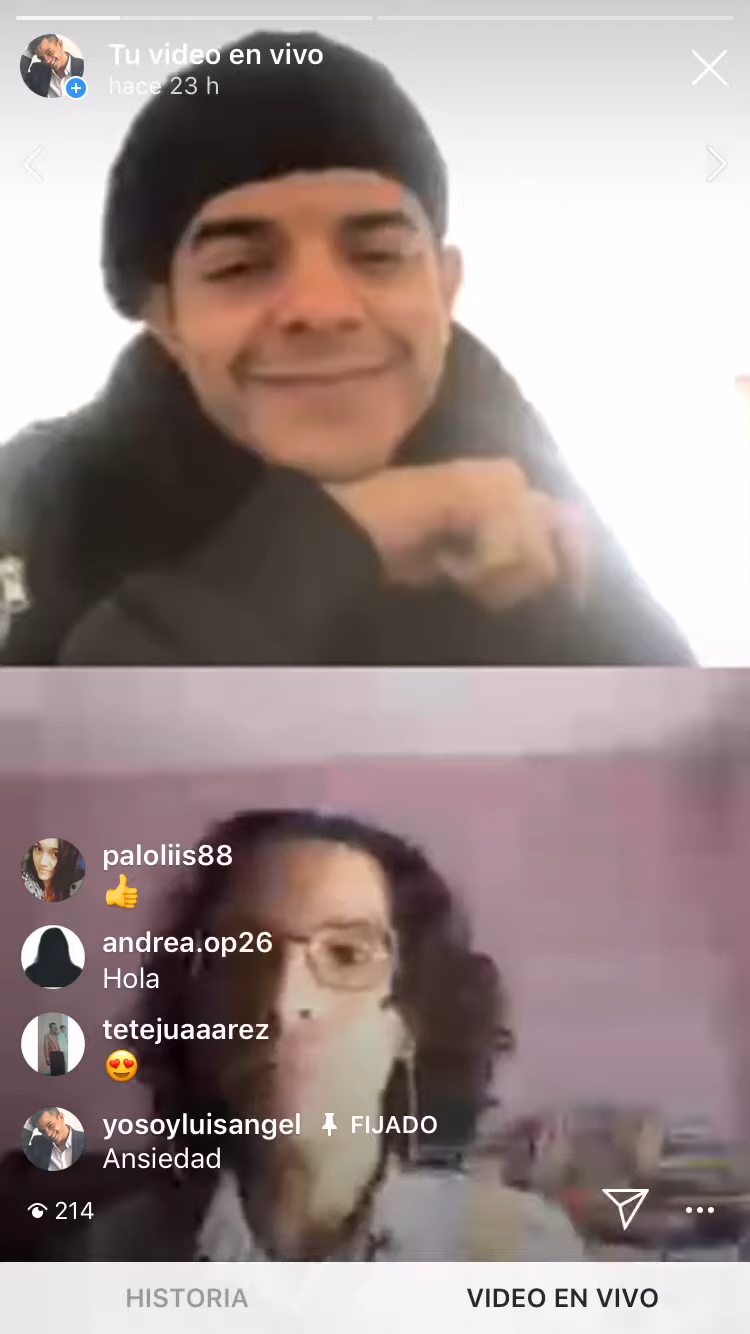 Tu video en vivo
hace 23 h
paloliis88
👍
andrea.op26
Hola
tetejuaaarez
😍
yosoyluisangel FIJADO
Ansiedad
214
HISTORIA
VIDEO EN VIVO